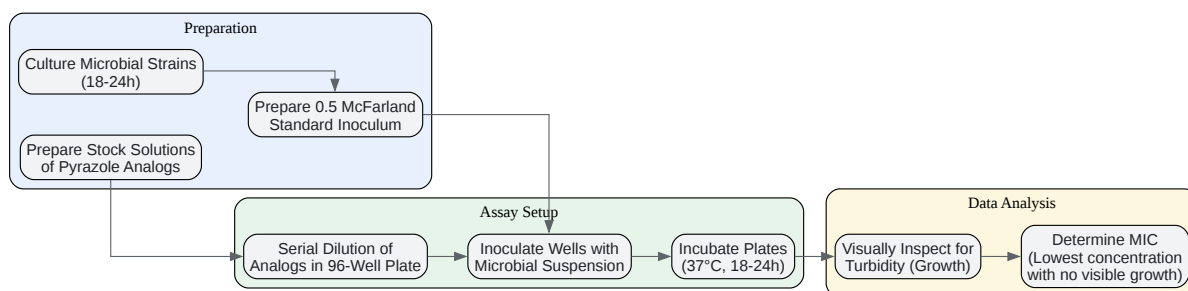 Preparation
Culture Microbial Strains
(18-24h)
Prepare 0.5 McFarland
Standard Inoculum
Prepare Stock Solutions
of Pyrazole Analogs
Assay Setup
Serial Dilution of
Analogs in 96-Well Plate
Inoculate Wells with
Microbial Suspension
Incubate Plates
(37°C, 18-24h)
Data Analysis
Visually Inspect for
Turbidity (Growth)
Determine MIC
(Lowest concentration
with no visible growth)